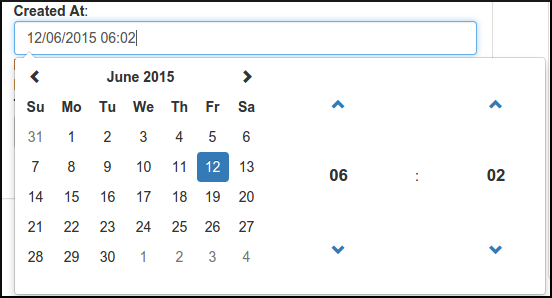 Created At:
12/06/2015 06:02
June 2015
Su Mo Tu We Th Fr Sa
31 1 2 3 4 5 6
7 8 9 10 11 12 13
14 15 16 17 18 19 20
21 22 23 24 25 26 27
28 29 30 1 2 3 4
06 : 02